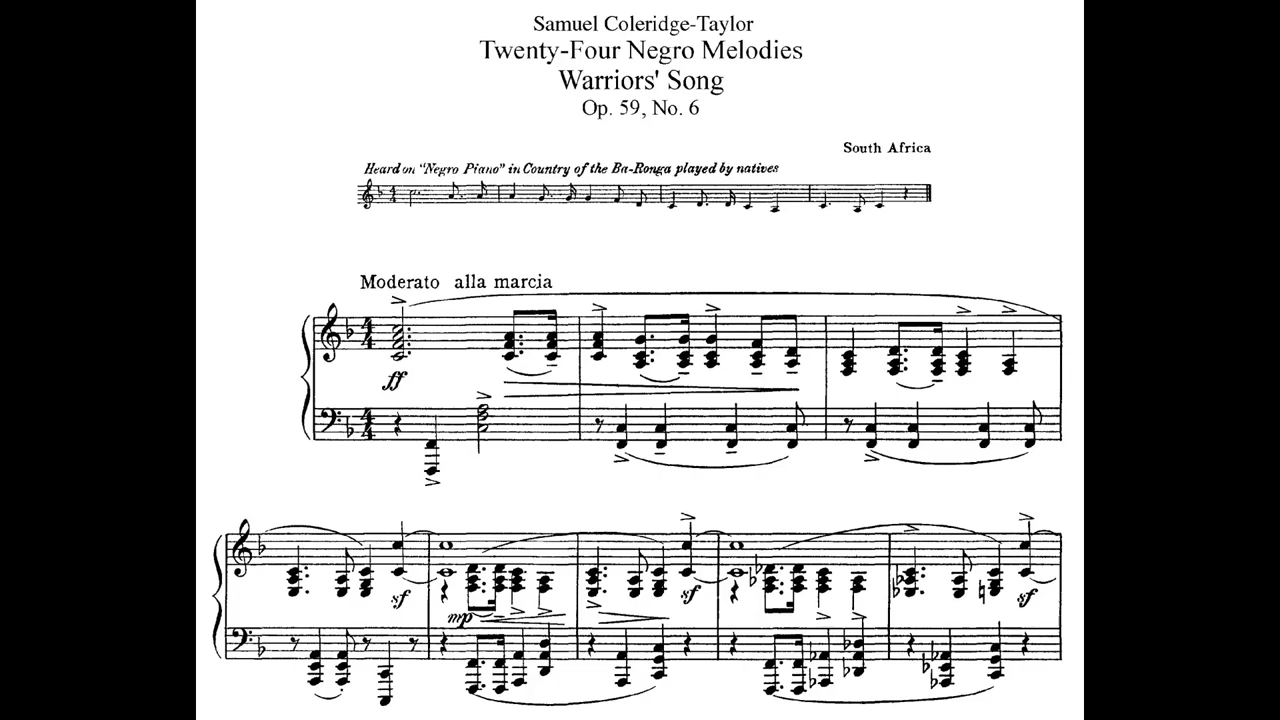 Samuel Coleridge-Taylor
Twenty-Four Negro Melodies
Warriors' Song
Op. 59, No. 6
South Africa
Heard on "Negro Piano" in Country of the Ba-Ronga played by natives
Moderato alla marcia
ff
sf
mp
sf
sf